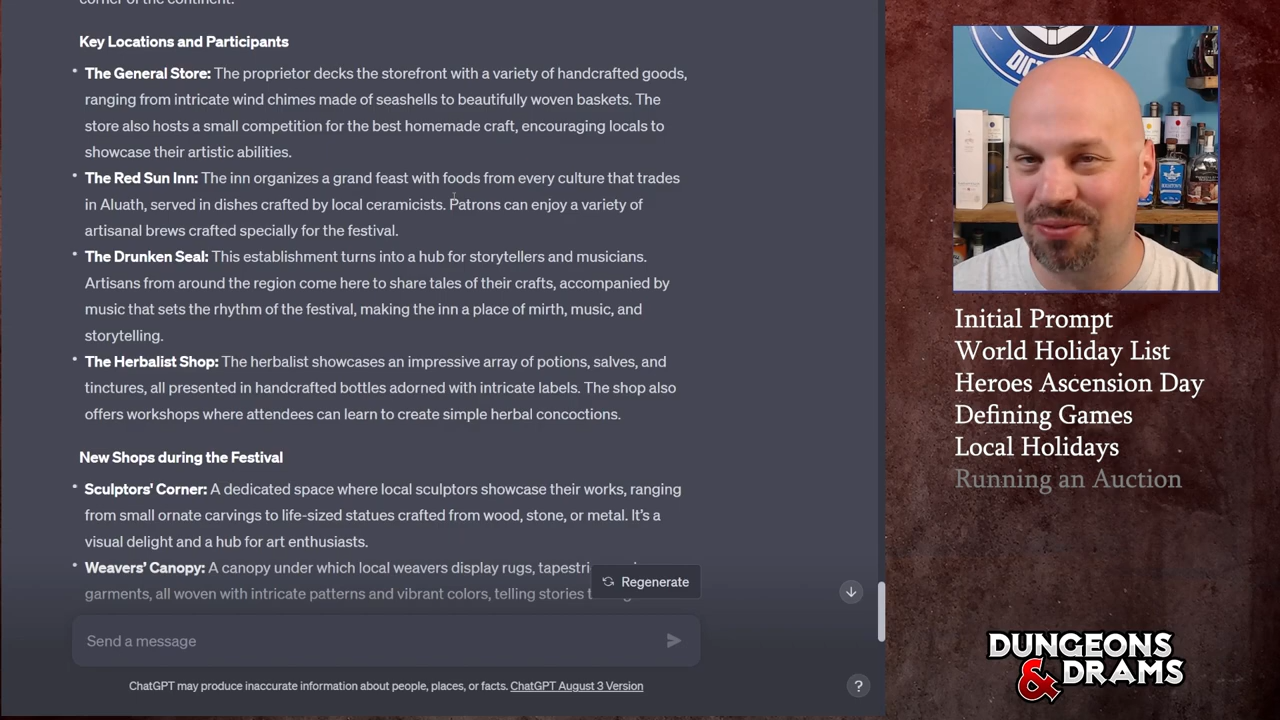 corner of the continent.
Key Locations and Participants
• The General Store: The proprietor decks the storefront with a variety of handcrafted goods,
ranging from intricate wind chimes made of seashells to beautifully woven baskets. The
store also hosts a small competition for the best homemade craft, encouraging locals to
showcase their artistic abilities.
• The Red Sun Inn: The inn organizes a grand feast with foods from every culture that trades
in Aluath, served in dishes crafted by local ceramicists. Patrons can enjoy a variety of
artisanal brews crafted specially for the festival.
• The Drunken Seal: This establishment turns into a hub for storytellers and musicians.
Artisans from around the region come here to share tales of their crafts, accompanied by
music that sets the rhythm of the festival, making the inn a place of mirth, music, and
storytelling.
• The Herbalist Shop: The herbalist showcases an impressive array of potions, salves, and
tinctures, all presented in handcrafted bottles adorned with intricate labels. The shop also
offers workshops where attendees can learn to create simple herbal concoctions.
New Shops during the Festival
• Sculptors' Corner: A dedicated space where local sculptors showcase their works, ranging
from small ornate carvings to life-sized statues crafted from wood, stone, or metal. It's a
visual delight and a hub for art enthusiasts.
• Weavers' Canopy: A canopy under which local weavers display rugs,
garments, all woven with intricate patterns and vibrant colors, telling stories
Regenerate
Send a message
ChatGPT may produce inaccurate information about people, places, or facts. ChatGPT August 3 Version
?
Initial Prompt
World Holiday List
Heroes Ascension Day
Defining Games
Local Holidays
Running an Auction
DUNGEONS
& DRAMS